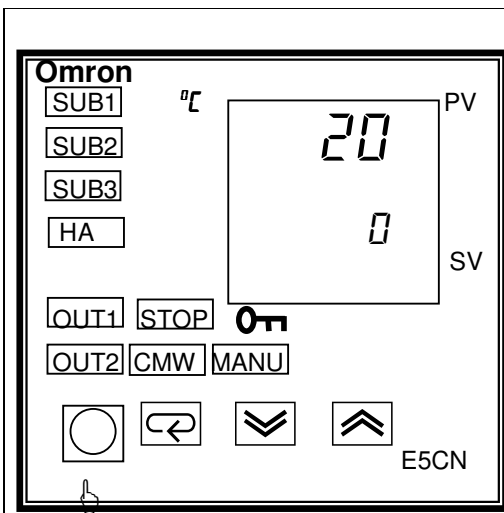 Omron
SUB1 °C PV
SUB2 20
SUB3
HA 0
SV
OUT1 STOP
OUT2 CMW MANU
E5CN